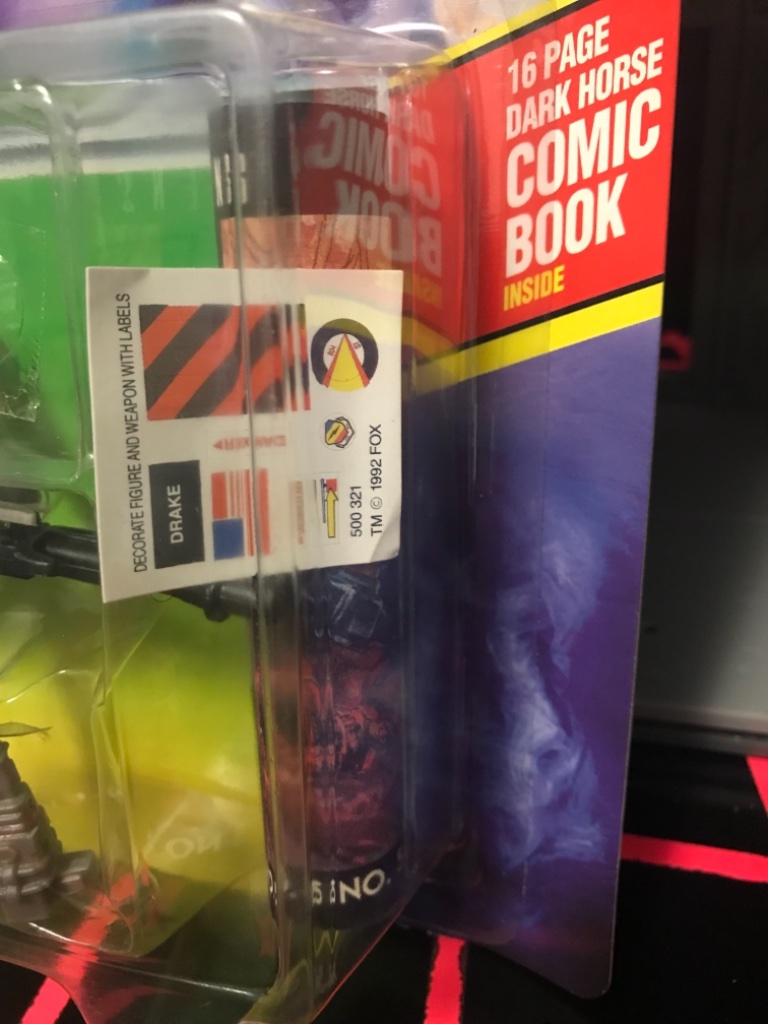 16 PAGE
DARK HORSE
COMIC
BOOK
INSIDE
DECORATE FIGURE AND WEAPON WITH LABELS
DRAKE
500 321
TM © 1992 FOX
NO.